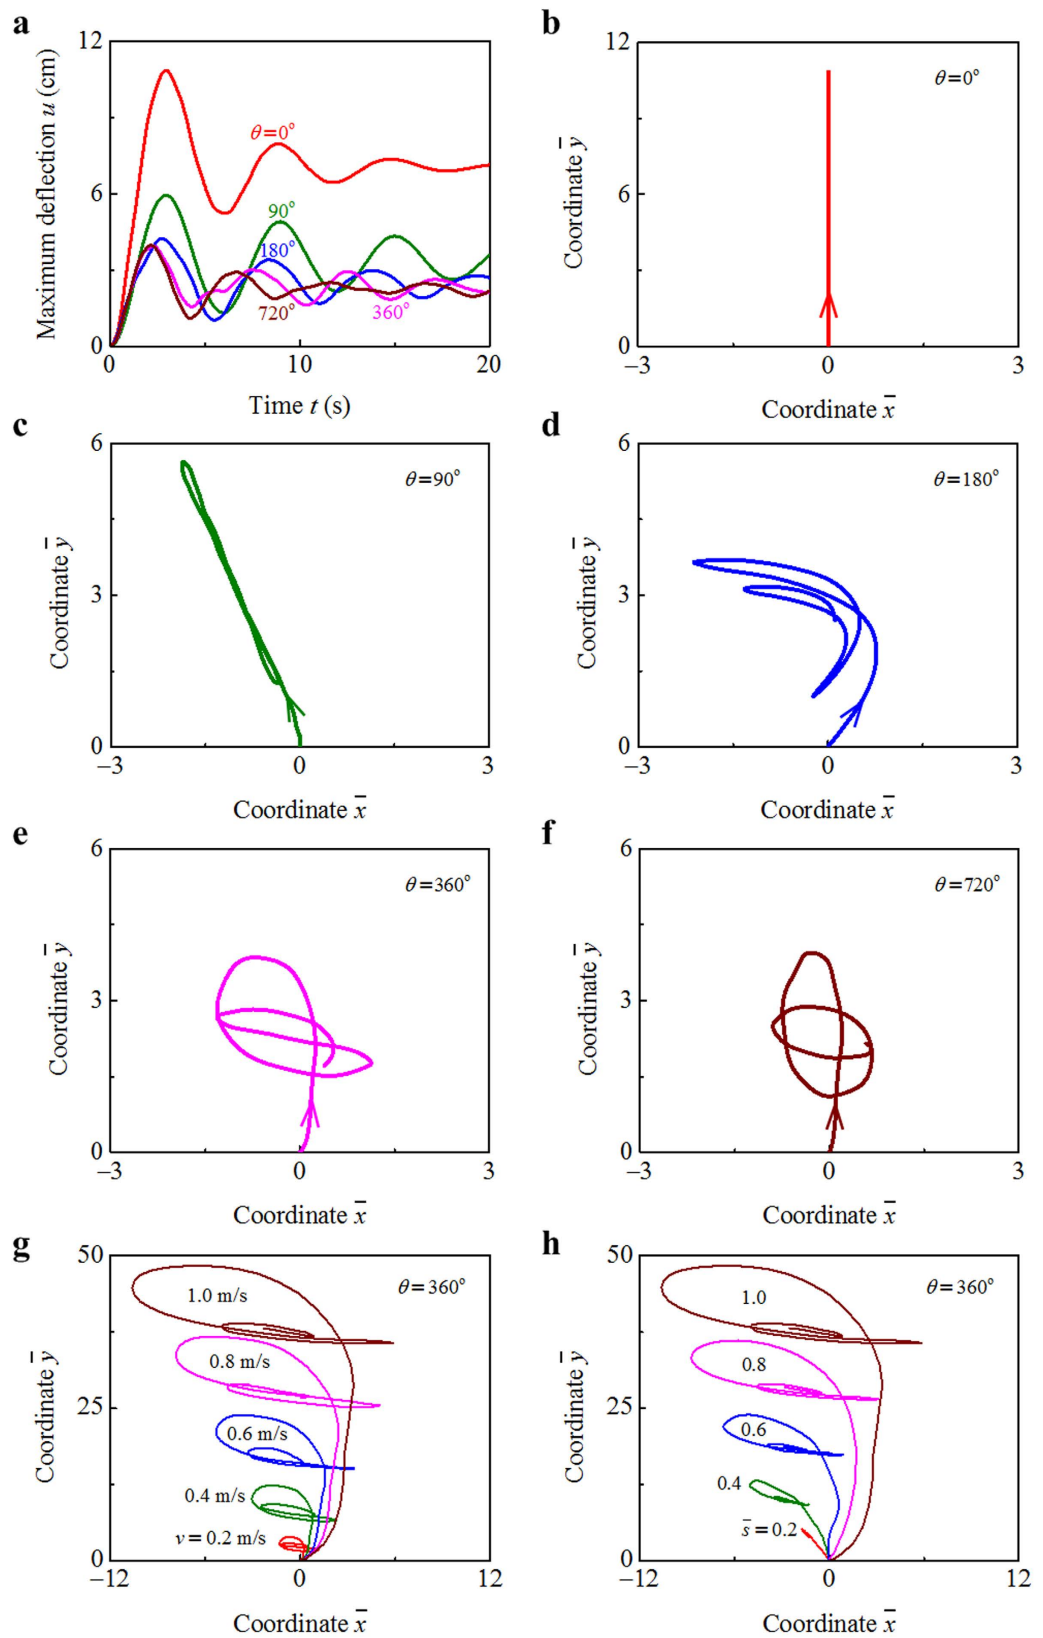 a
12
6
0
0
10
20
Maximum deflection u (cm)
Time t (s)
θ=0°
90°
180°
720°
360°
b
12
6
0
−3
0
3
Coordinate y̅
Coordinate x̅
θ=0°
c
6
3
0
−3
0
3
Coordinate y̅
Coordinate x̅
θ=90°
d
6
3
0
−3
0
3
Coordinate y̅
Coordinate x̅
θ=180°
e
6
3
0
−3
0
3
Coordinate y̅
Coordinate x̅
θ=360°
f
6
3
0
−3
0
3
Coordinate y̅
Coordinate x̅
θ=720°
g
50
25
0
−12
0
12
Coordinate y̅
Coordinate x̅
θ=360°
1.0 m/s
0.8 m/s
0.6 m/s
0.4 m/s
v = 0.2 m/s
h
50
25
0
−12
0
12
Coordinate y̅
Coordinate x̅
θ=360°
1.0
0.8
0.6
0.4
s̅ = 0.2